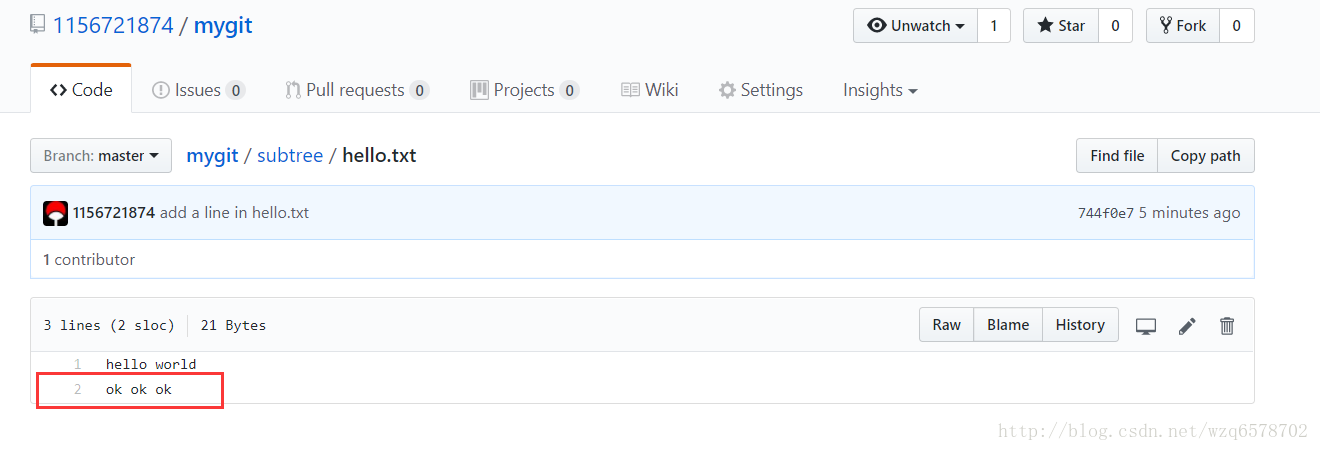 1156721874 / mygit Unwatch 1 Star 0 Fork 0
Code Issues 0 Pull requests 0 Projects 0 Wiki Settings Insights
Branch: master mygit / subtree / hello.txt Find file Copy path
1156721874 add a line in hello.txt 744f0e7 5 minutes ago
1 contributor
3 lines (2 sloc) 21 Bytes Raw Blame History
1 hello world
2 ok ok ok
http://blog.csdn.net/wzq6578702